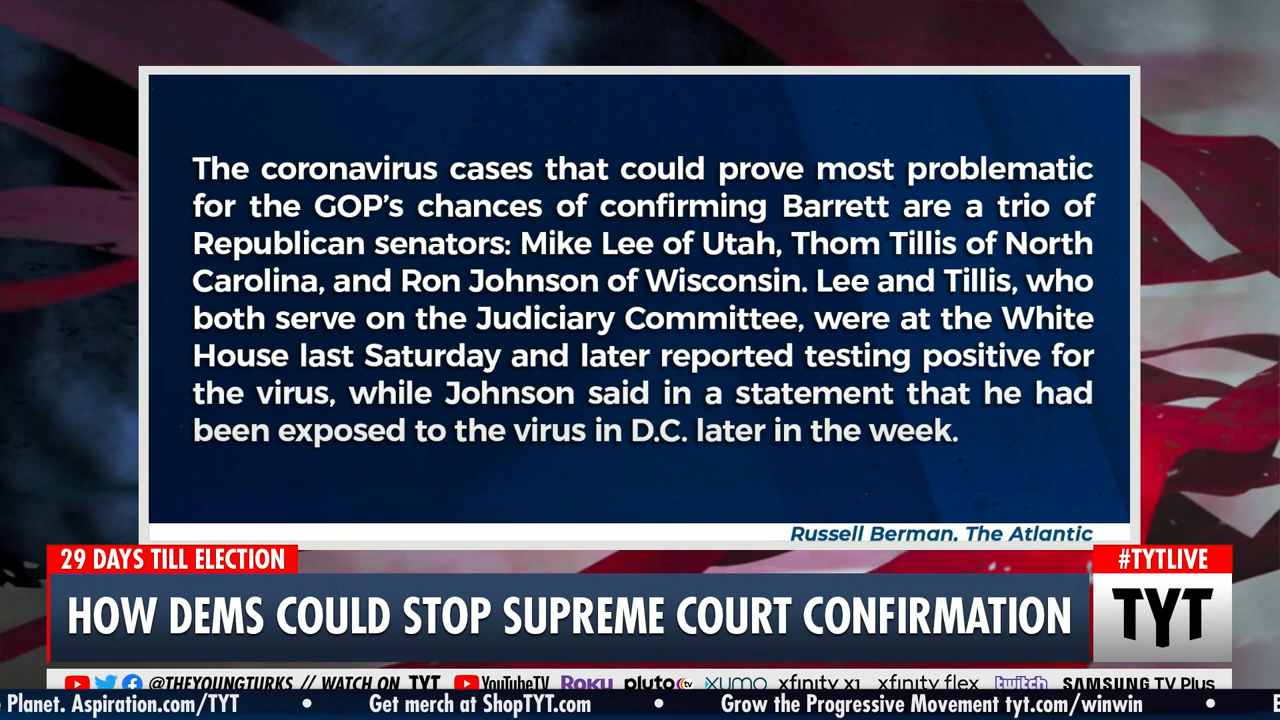 The coronavirus cases that could prove most problematic
for the GOP’s chances of confirming Barrett are a trio of
Republican senators: Mike Lee of Utah, Thom Tillis of North
Carolina, and Ron Johnson of Wisconsin. Lee and Tillis, who
both serve on the Judiciary Committee, were at the White
House last Saturday and later reported testing positive for
the virus, while Johnson said in a statement that he had
been exposed to the virus in D.C. later in the week.
Russell Berman, The Atlantic
29 DAYS TILL ELECTION
#TYTLIVE
HOW DEMS COULD STOP SUPREME COURT CONFIRMATION
TYT
@THEYOUNGTURKS // WATCH ON TYT YouTubeTV Roku pluto tv xumo xfinity x1 xfinity flex twitch SAMSUNG TV Plus
Planet. Aspiration.com/TYT • Get merch at ShopTYT.com • Grow the Progressive Movement tyt.com/winwin •